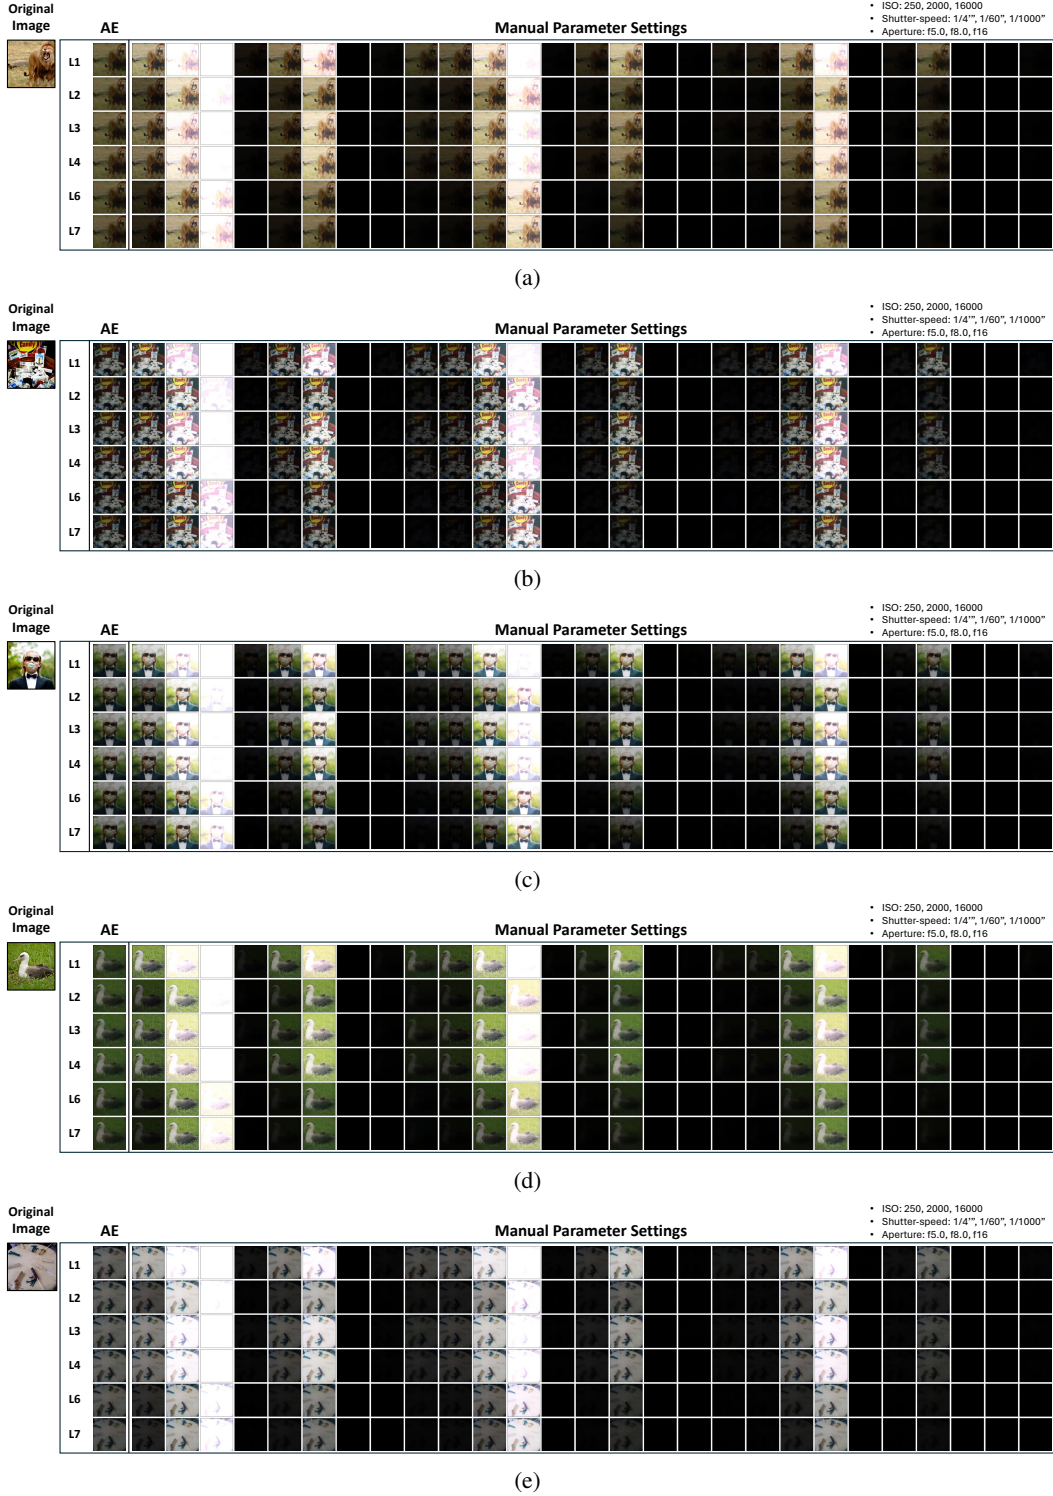 Original
Image
AE
Manual Parameter Settings
• ISO: 250, 2000, 16000
• Shutter-speed: 1/4'", 1/60", 1/1000"
• Aperture: f5.0, f8.0, f16
L1
L2
L3
L4
L6
L7
(a)
Original
Image
AE
Manual Parameter Settings
• ISO: 250, 2000, 16000
• Shutter-speed: 1/4'", 1/60", 1/1000"
• Aperture: f5.0, f8.0, f16
L1
L2
L3
L4
L6
L7
(b)
Original
Image
AE
Manual Parameter Settings
• ISO: 250, 2000, 16000
• Shutter-speed: 1/4'", 1/60", 1/1000"
• Aperture: f5.0, f8.0, f16
L1
L2
L3
L4
L6
L7
(c)
Original
Image
AE
Manual Parameter Settings
• ISO: 250, 2000, 16000
• Shutter-speed: 1/4'", 1/60", 1/1000"
• Aperture: f5.0, f8.0, f16
L1
L2
L3
L4
L6
L7
(d)
Original
Image
AE
Manual Parameter Settings
• ISO: 250, 2000, 16000
• Shutter-speed: 1/4'", 1/60", 1/1000"
• Aperture: f5.0, f8.0, f16
L1
L2
L3
L4
L6
L7
(e)